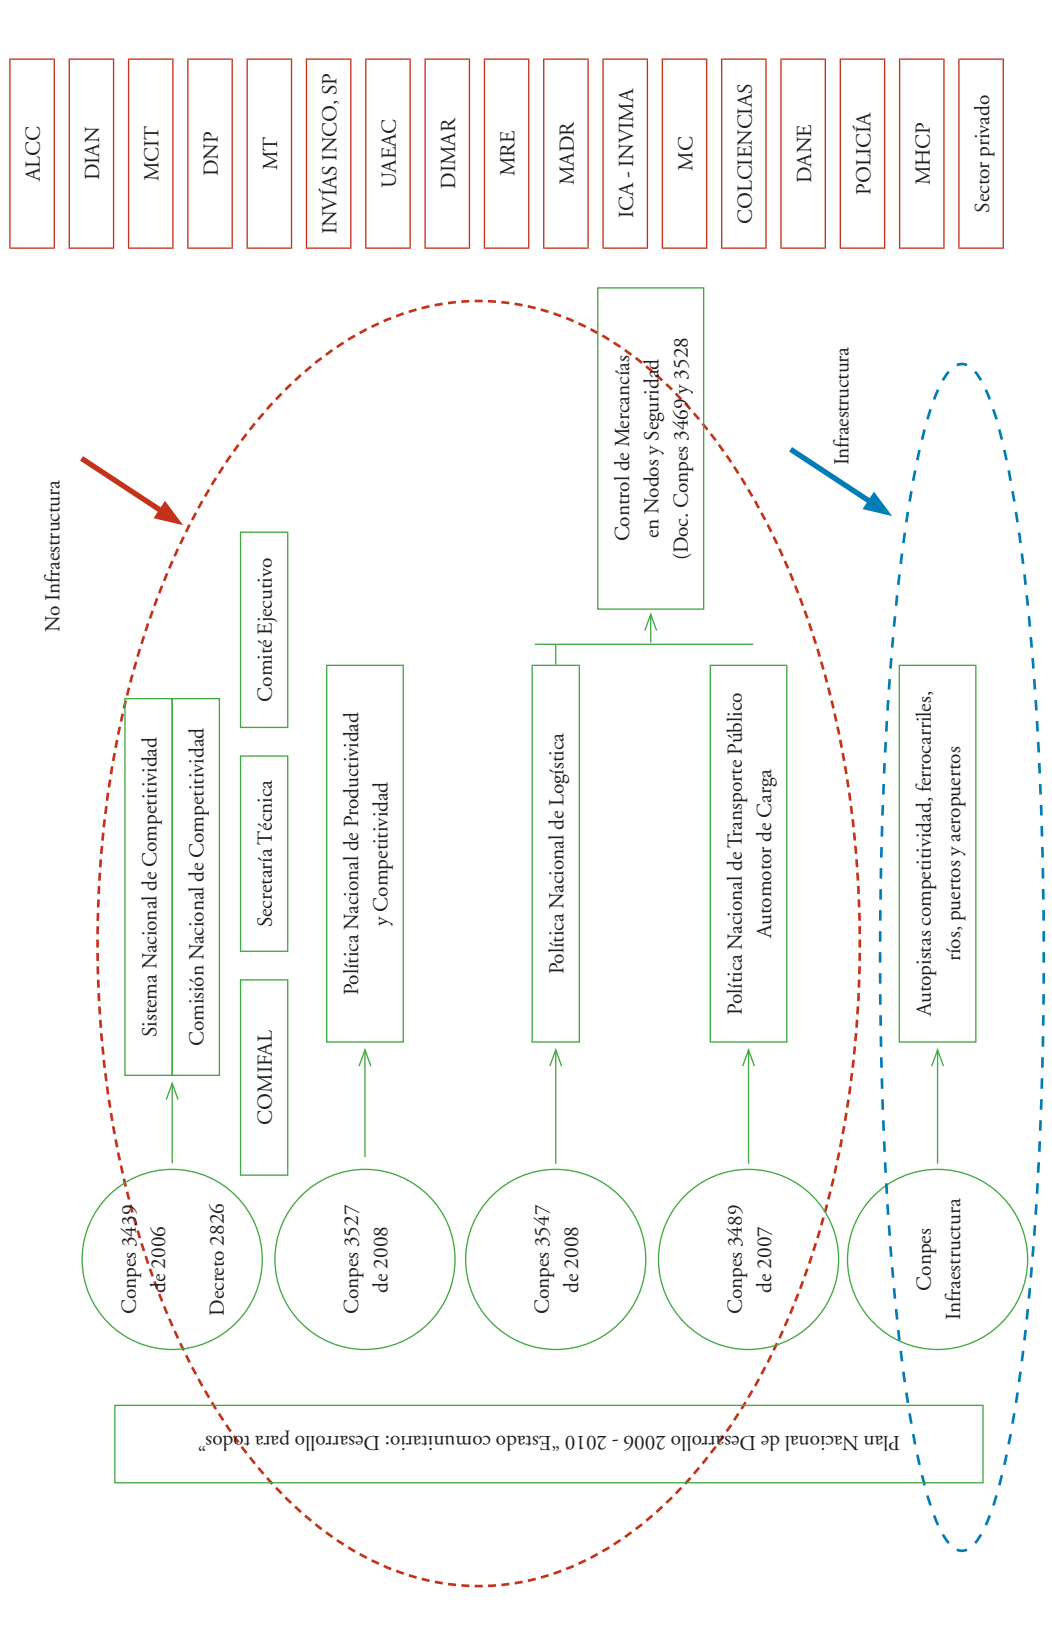 Plan Nacional de Desarrollo 2006 - 2010 “Estado comunitario: Desarrollo para todos”
No Infraestructura
Conpes 3439
de 2006
Decreto 2826
Sistema Nacional de Competitividad
Comisión Nacional de Competitividad
COMIFAL
Secretaría Técnica
Comité Ejecutivo
Conpes 3527
de 2008
Política Nacional de Productividad
y Competitividad
Conpes 3547
de 2008
Política Nacional de Logística
Conpes 3489
de 2007
Política Nacional de Transporte Público
Automotor de Carga
Control de Mercancías
en Nodos y Seguridad
(Doc. Conpes 3469 y 3528
Infraestructura
Conpes
Infraestructura
Autopistas competitividad, ferrocarriles,
ríos, puertos y aeropuertos
ALCC
DIAN
MCIT
DNP
MT
INVÍAS INCO, SP
UAEAC
DIMAR
MRE
MADR
ICA - INVIMA
MC
COLCIENCIAS
DANE
POLICÍA
MHCP
Sector privado